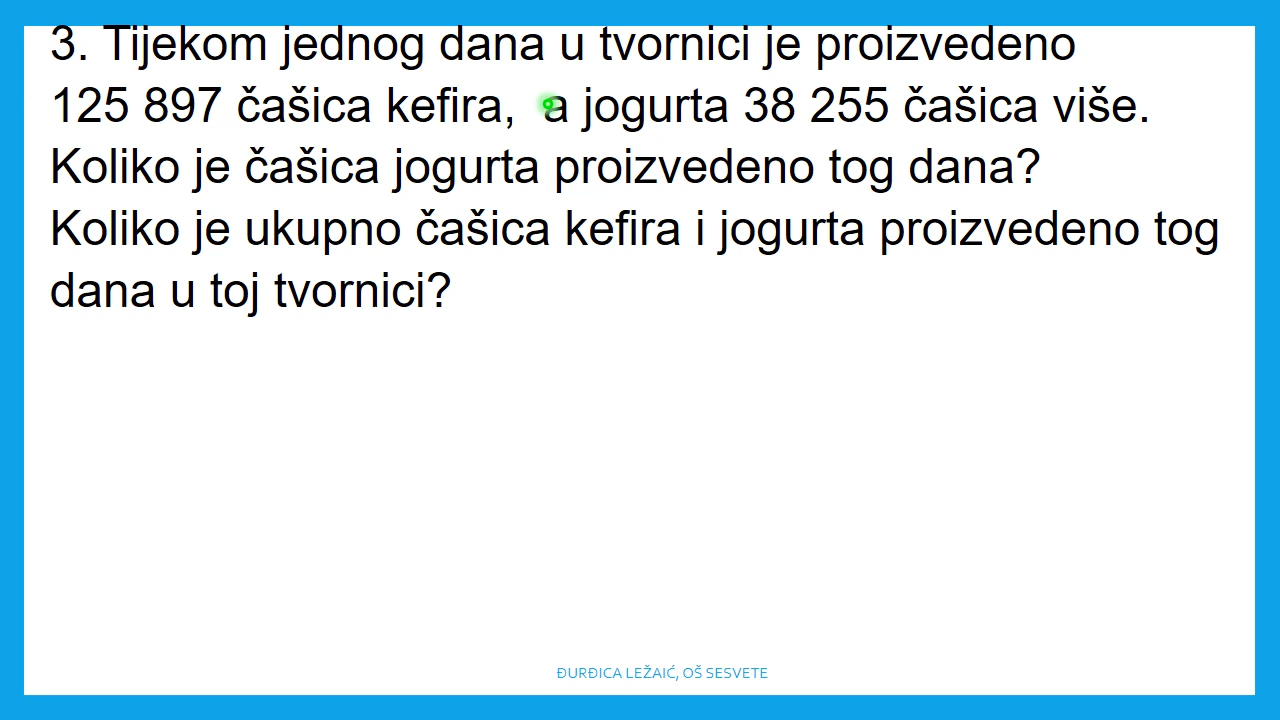 3. Tijekom jednog dana u tvornici je proizvedeno
125 897 čašica kefira,  a jogurta 38 255 čašica više.
Koliko je čašica jogurta proizvedeno tog dana?
Koliko je ukupno čašica kefira i jogurta proizvedeno tog
dana u toj tvornici?
ĐURĐICA LEŽAIĆ, OŠ SESVETE